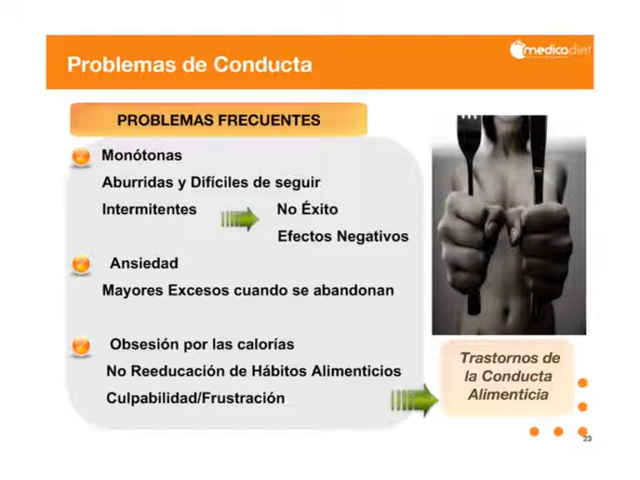 Problemas de Conducta
medicadiet
PROBLEMAS FRECUENTES
Monótonas
Aburridas y Difíciles de seguir
Intermitentes
No Éxito
Efectos Negativos
Ansiedad
Mayores Excesos cuando se abandonan
Obsesión por las calorías
No Reeducación de Hábitos Alimenticios
Culpabilidad/Frustración
Trastornos de
la Conducta
Alimenticia
23